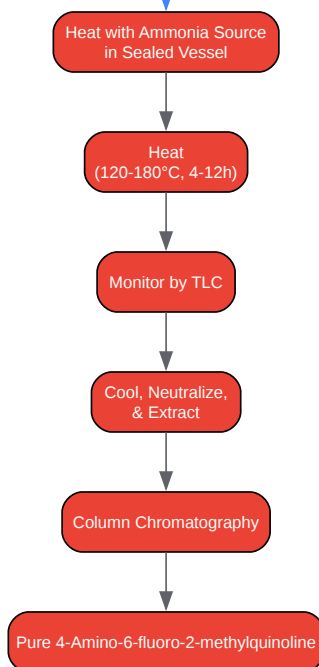 Heat with Ammonia Source
in Sealed Vessel
Heat
(120-180°C, 4-12h)
Monitor by TLC
Cool, Neutralize,
& Extract
Column Chromatography
Pure 4-Amino-6-fluoro-2-methylquinoline